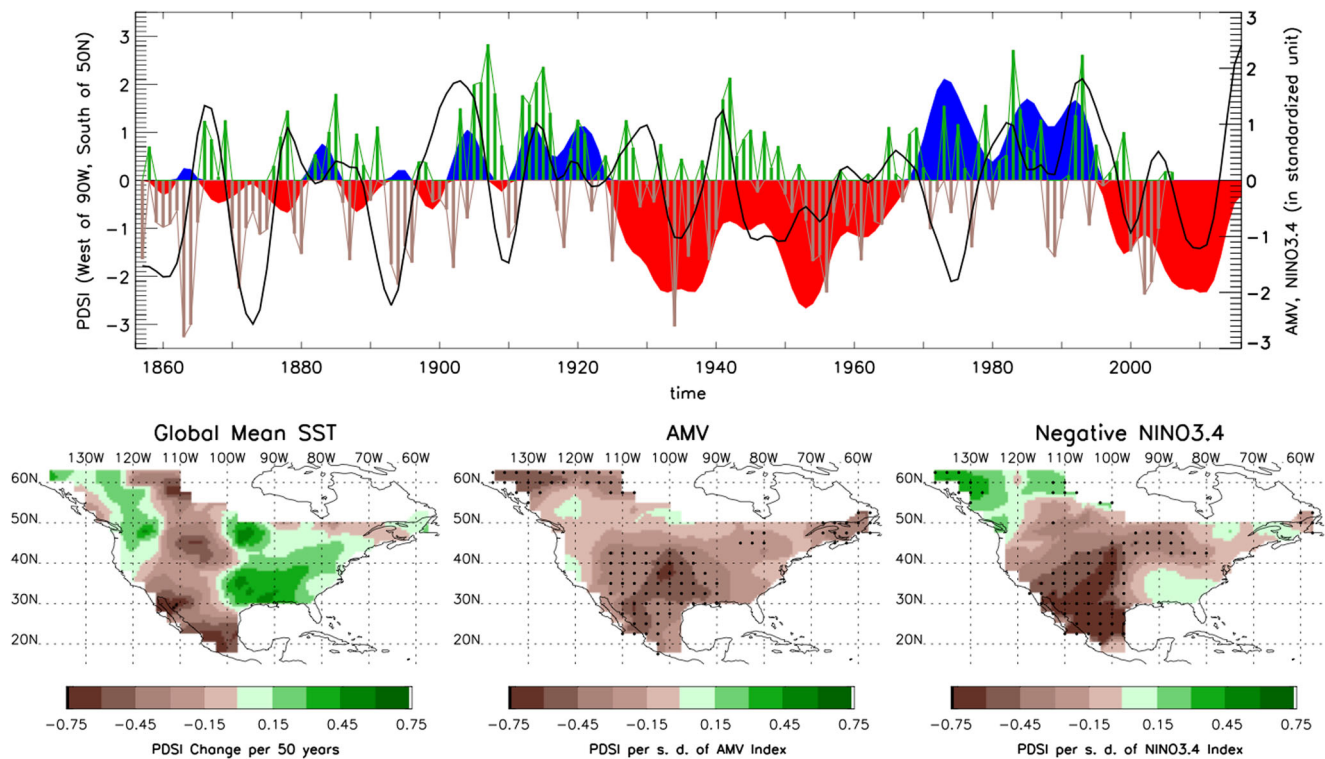 PDSI (West of 90W, South of 50N)
3
2
1
0
−1
−2
−3
3
2
1
0
−1
−2
−3
AMV, NINO3.4 (in standardized unit)
1860 1880 1900 1920 1940 1960 1980 2000
time
Global Mean SST
130W 120W 110W 100W 90W 80W 70W 60W
60N
50N
40N
30N
20N
−0.75 −0.45 −0.15 0.15 0.45 0.75
PDSI Change per 50 years
AMV
130W 120W 110W 100W 90W 80W 70W 60W
60N
50N
40N
30N
20N
−0.75 −0.45 −0.15 0.15 0.45 0.75
PDSI per s. d. of AMV Index
Negative NINO3.4
130W 120W 110W 100W 90W 80W 70W 60W
60N
50N
40N
30N
20N
−0.75 −0.45 −0.15 0.15 0.45 0.75
PDSI per s. d. of NINO3.4 Index